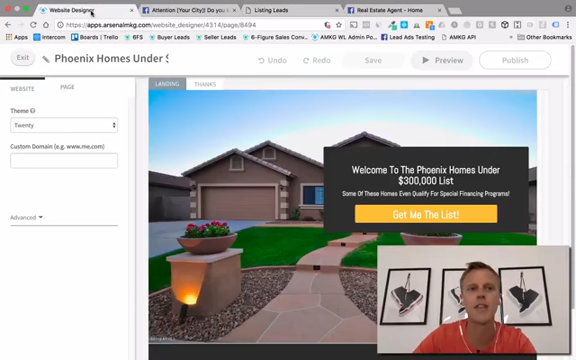 Website Designer
Attention {Your City}! Do you l
Listing Leads
Real Estate Agent - Home
https://apps.arsenalmkg.com/website_designer/4314/page/8494
Apps
Intercom
Boards | Trello
6FS
Buyer Leads
Seller Leads
6-Figure Sales Conv...
AMKG WL Admin Po...
Lead Ads Testing
Other Bookmarks
Exit
Phoenix Homes Under $
Undo
Redo
Save
Preview
Publish
WEBSITE
PAGE
LANDING
THANKS
Theme
Twenty
Custom Domain (e.g. www.me.com)
Advanced
Welcome To The Phoenix Homes Under
$300,000 List
Some Of These Homes Even Qualify For Special Financing Programs!
Get Me The List!